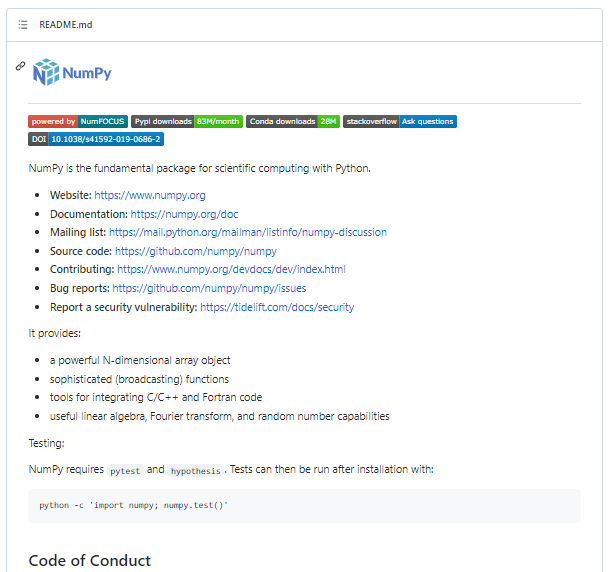 README.md
NumPy
powered by NumFOCUS Pypi downloads 83M/month Conda downloads 28M stackoverflow Ask questions
DOI 10.1038/s41592-019-0686-2
NumPy is the fundamental package for scientific computing with Python.
Website: https://www.numpy.org
Documentation: https://numpy.org/doc
Mailing list: https://mail.python.org/mailman/listinfo/numpy-discussion
Source code: https://github.com/numpy/numpy
Contributing: https://www.numpy.org/devdocs/dev/index.html
Bug reports: https://github.com/numpy/numpy/issues
Report a security vulnerability: https://tidelift.com/docs/security
It provides:
a powerful N-dimensional array object
sophisticated (broadcasting) functions
tools for integrating C/C++ and Fortran code
useful linear algebra, Fourier transform, and random number capabilities
Testing:
NumPy requires pytest and hypothesis . Tests can then be run after installation with:
python -c 'import numpy; numpy.test()'
Code of Conduct